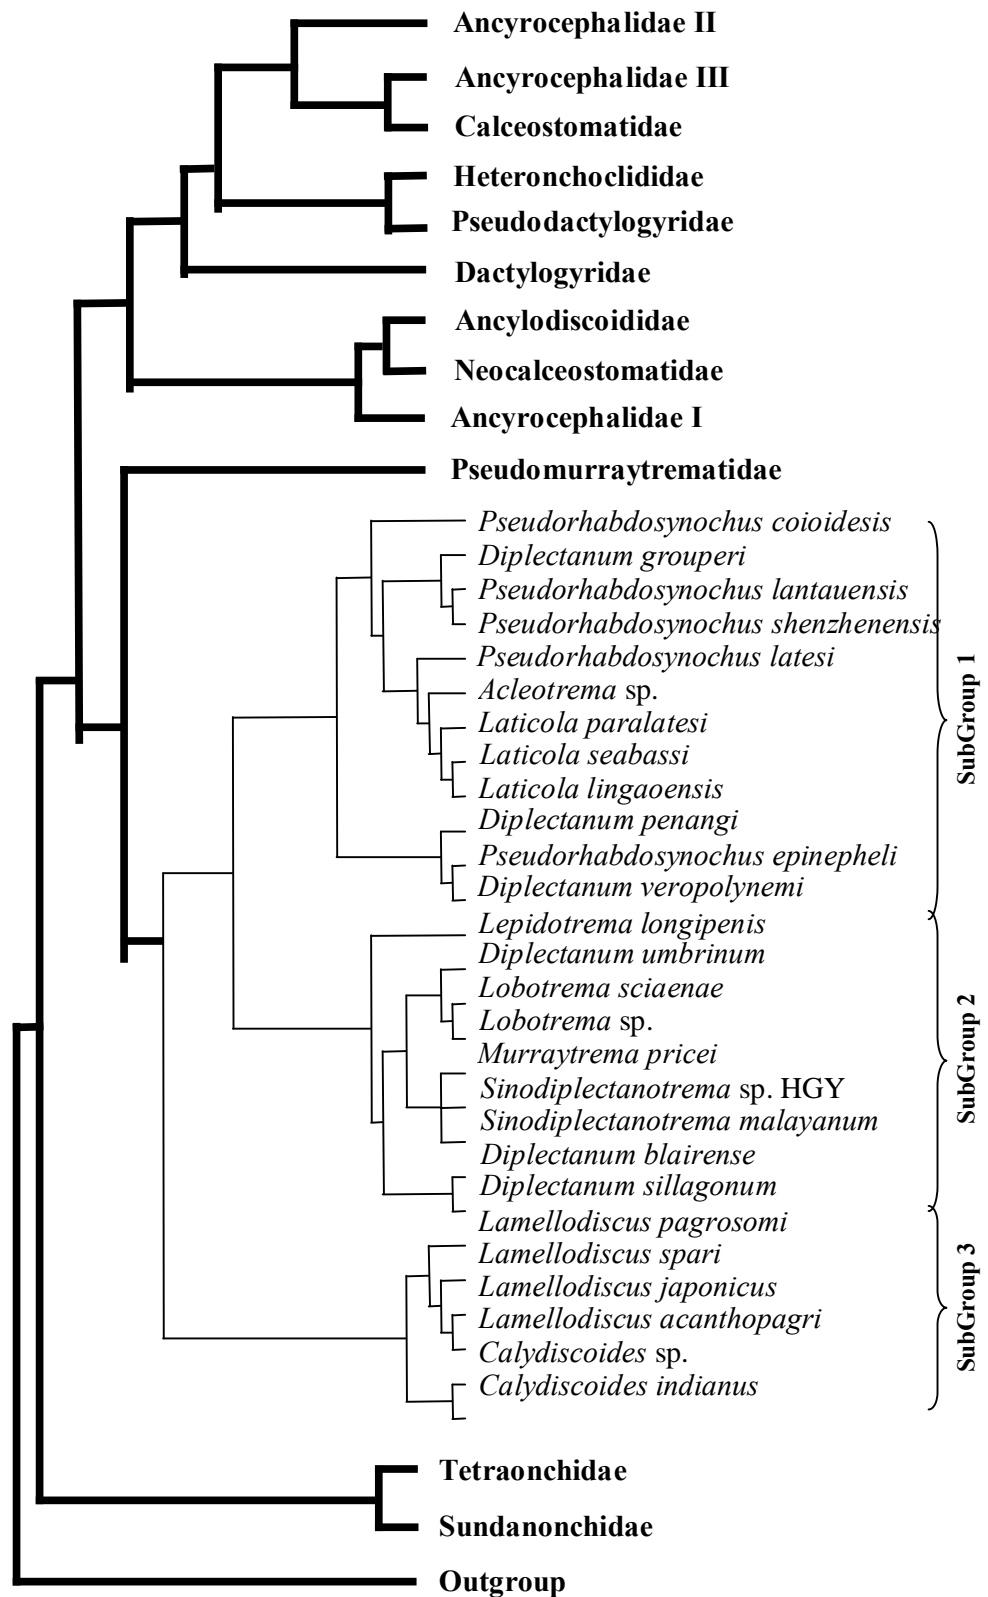 Ancyrocephalidae II
Ancyrocephalidae III
Calceostomatidae
Heteronchoclididae
Pseudodactylogyridae
Dactylogyridae
Ancylodiscoididae
Neocalceostomatidae
Ancyrocephalidae I
Pseudomurraytrematidae
Pseudorhabdosynochus coioidesis
Diplectanum grouperi
Pseudorhabdosynochus lantauensis
Pseudorhabdosynochus shenzhenensis
Pseudorhabdosynochus latesi
Acleotrema sp.
Laticola paralatesi
Laticola seabassi
Laticola lingaoensis
Diplectanum penangi
Pseudorhabdosynochus epinepheli
Diplectanum veropolynemi
SubGroup 1
Lepidotrema longipenis
Diplectanum umbrinum
Lobotrema sciaenae
Lobotrema sp.
Murraytrema pricei
Sinodiplectanotrema sp. HGY
Sinodiplectanotrema malayanum
Diplectanum blairense
Diplectanum sillagonum
SubGroup 2
Lamellodiscus pagrosomi
Lamellodiscus spari
Lamellodiscus japonicus
Lamellodiscus acanthopagri
Calydiscoides sp.
Calydiscoides indianus
SubGroup 3
Tetraonchidae
Sundanonchidae
Outgroup